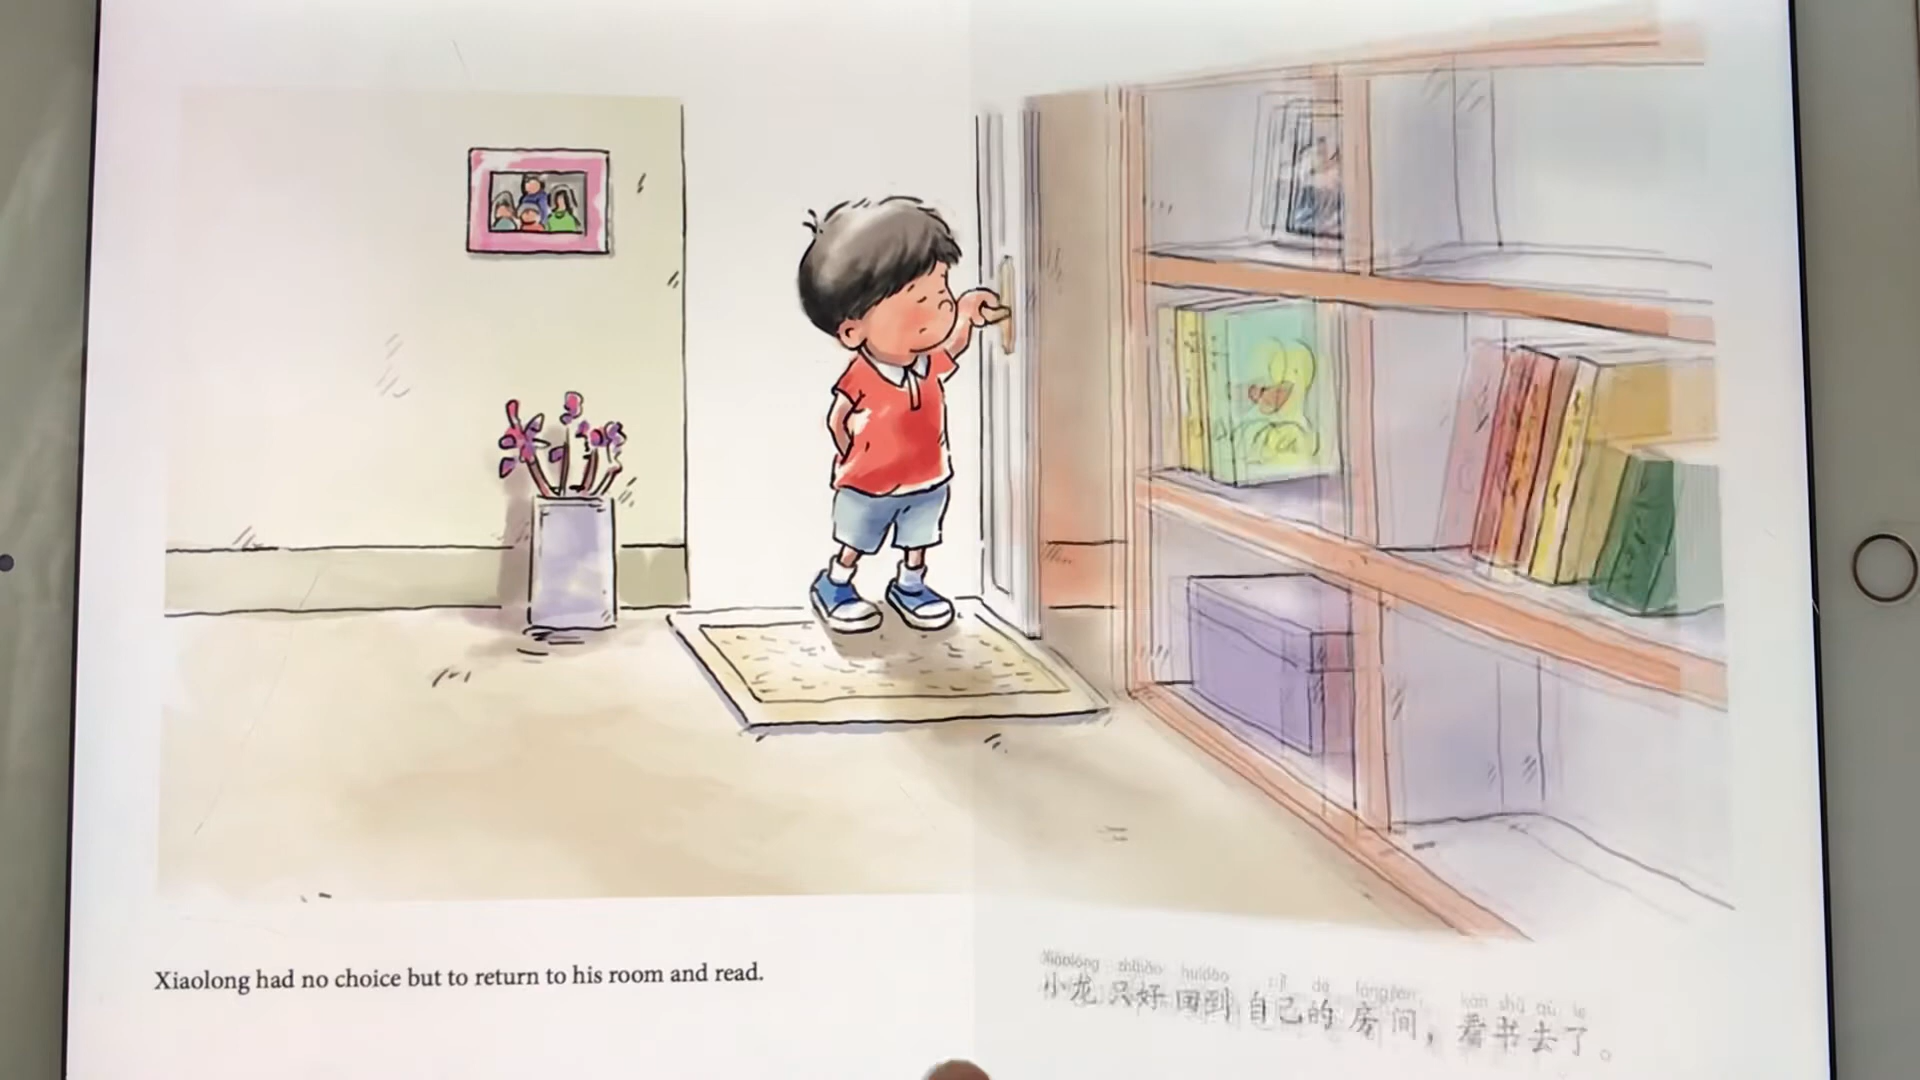 Xiaolong had no choice but to return to his room and read.
Xiǎolóng zhǐhǎo huídào zìjǐ de fángjiān, kàn shū qù le
小龙只好回到自己的房间，看书去了。